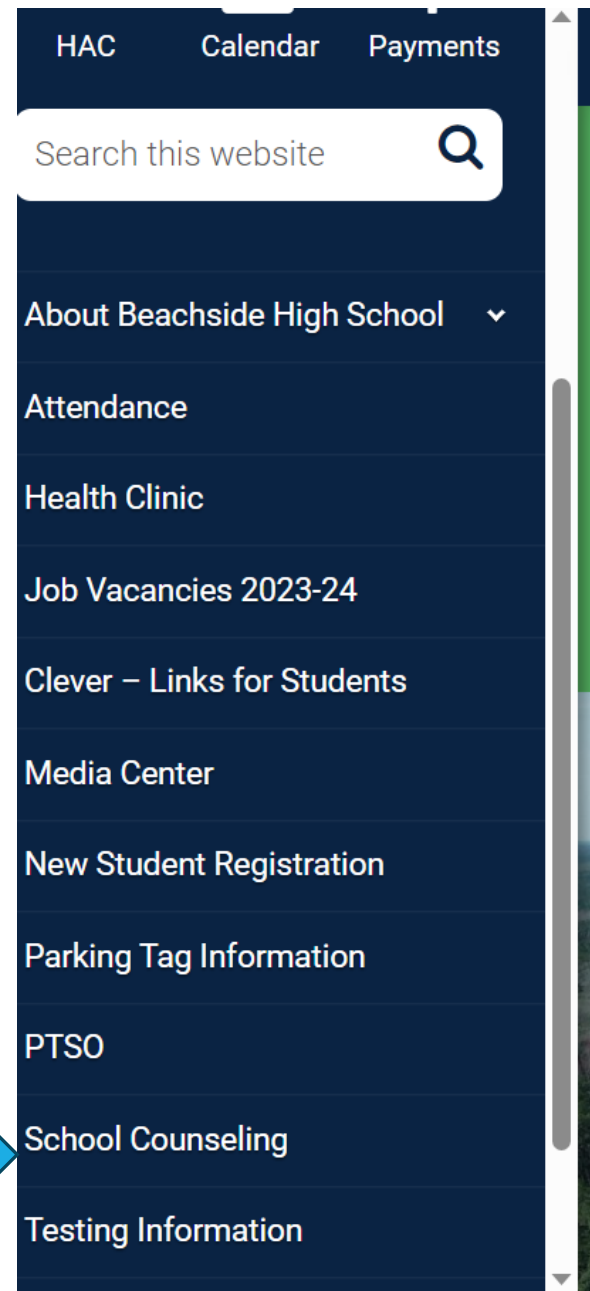 HAC Calendar Payments
Search this website
About Beachside High School
Attendance
Health Clinic
Job Vacancies 2023-24
Clever – Links for Students
Media Center
New Student Registration
Parking Tag Information
PTSO
School Counseling
Testing Information